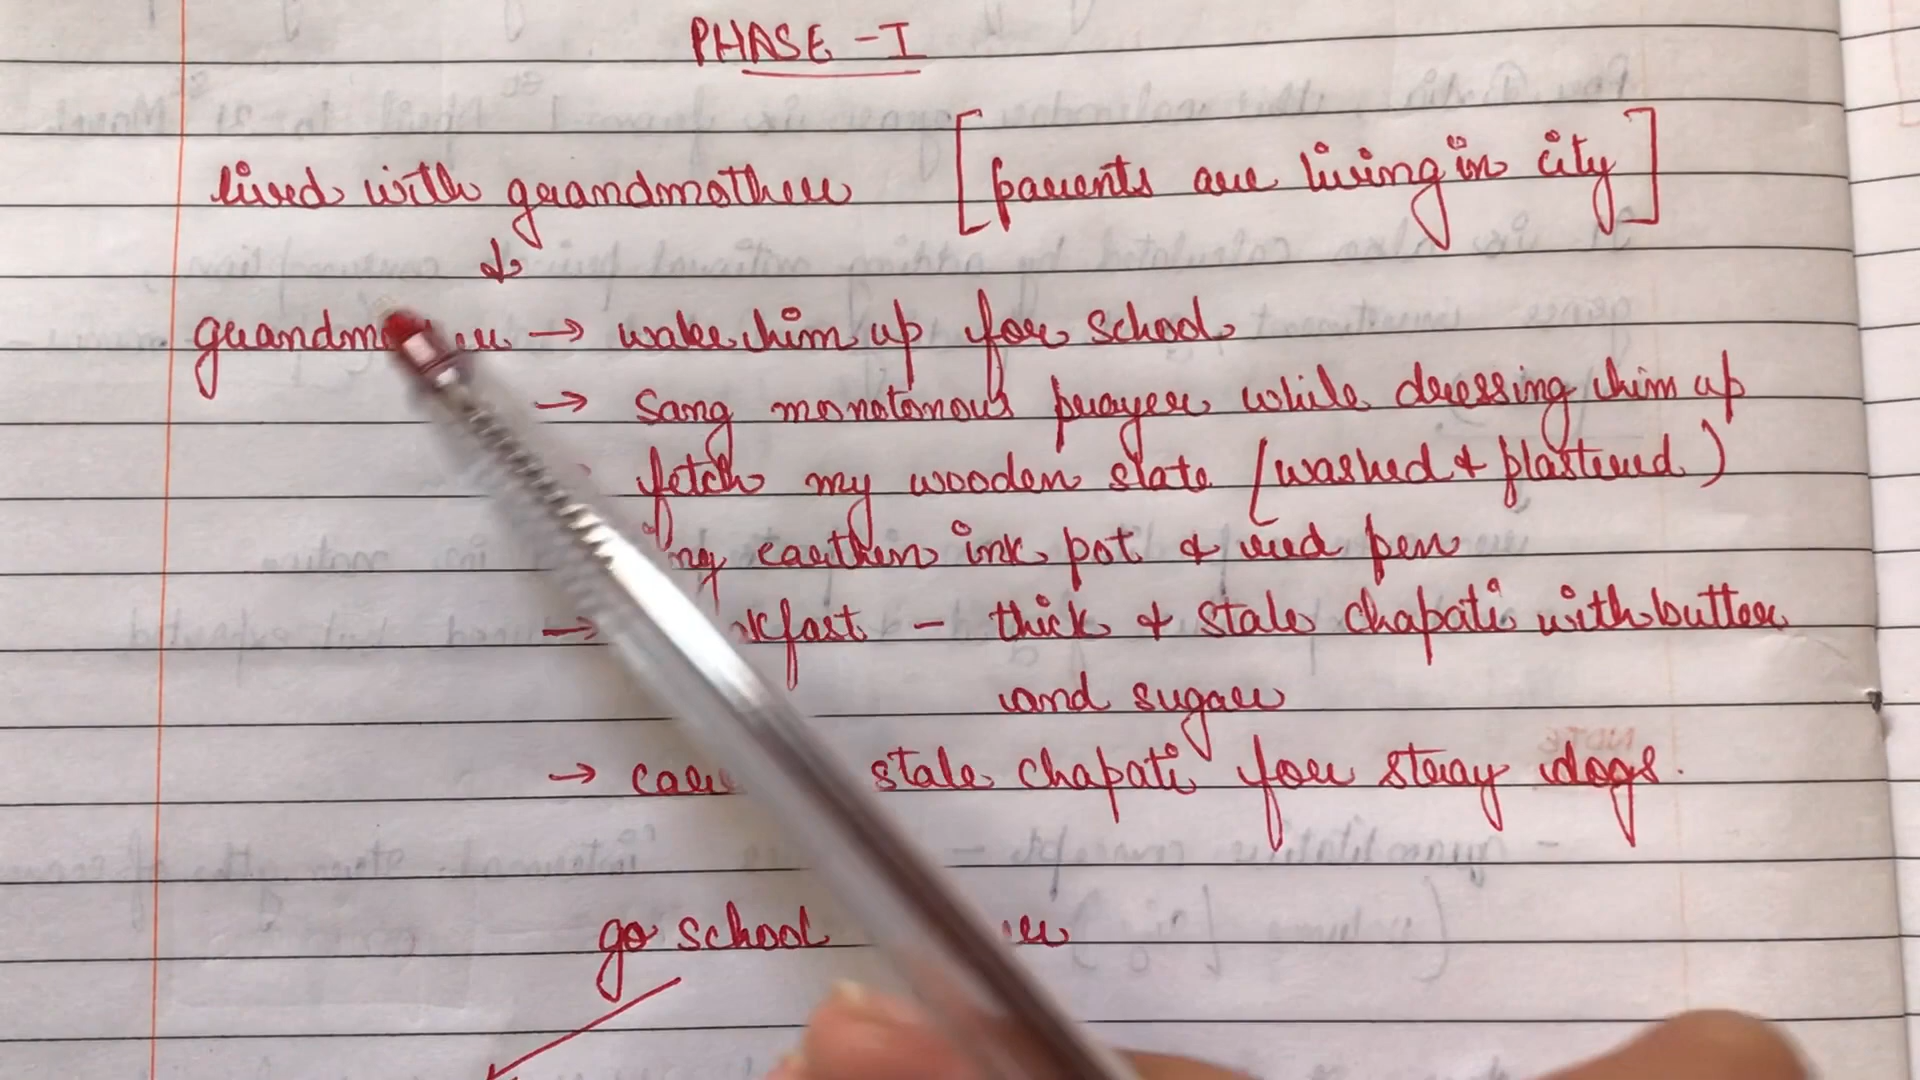 PHASE - I
lived with grandmother [parents are living in city]
↓
→ wake him up for school
→ Sang monotonous prayer while dressing him up
fetch my wooden slate (washed & plastered)
earthen ink pot & red pen
→ - thick & stale chapati with butter
and sugar
→ stale chapati for stray dogs.
go school